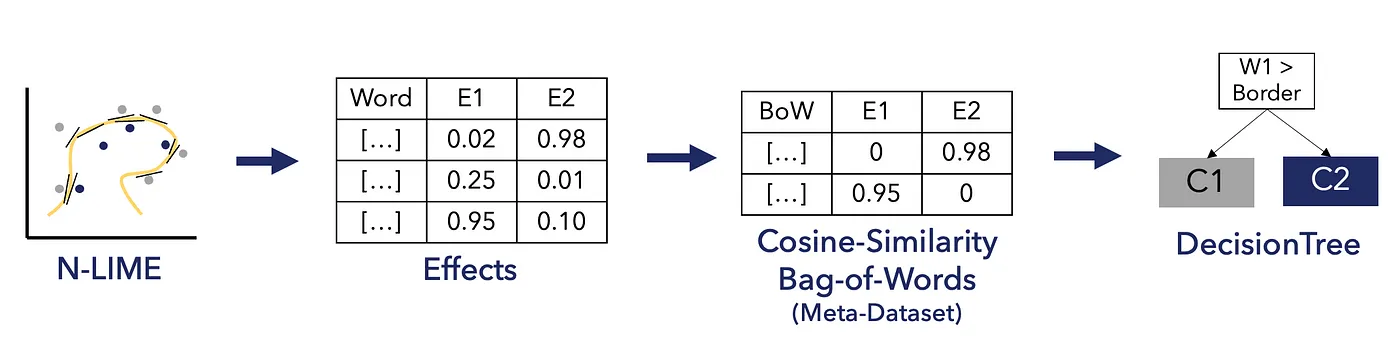 N-LIME
Word E1 E2
[...] 0.02 0.98
[...] 0.25 0.01
[...] 0.95 0.10
Effects
BoW E1 E2
[...] 0 0.98
[...] 0.95 0
Cosine-Similarity
Bag-of-Words
(Meta-Dataset)
W1 >
Border
C1 C2
DecisionTree